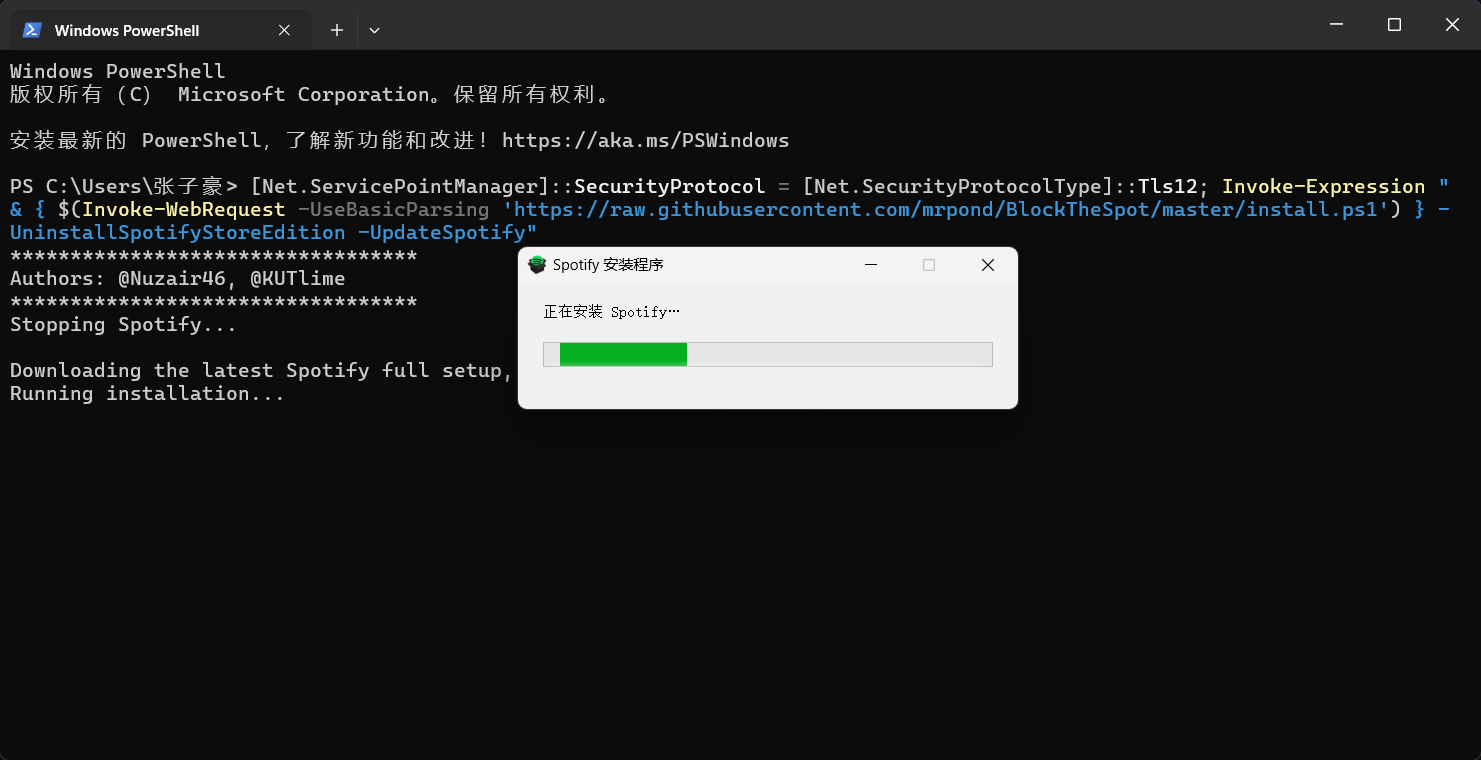 Windows PowerShell
Windows PowerShell
版权所有（C） Microsoft Corporation。保留所有权利。
安装最新的 PowerShell，了解新功能和改进！https://aka.ms/PSWindows
PS C:\Users\张子豪> [Net.ServicePointManager]::SecurityProtocol = [Net.SecurityProtocolType]::Tls12; Invoke-Expression "
& { $(Invoke-WebRequest -UseBasicParsing 'https://raw.githubusercontent.com/mrpond/BlockTheSpot/master/install.ps1') } -
UninstallSpotifyStoreEdition -UpdateSpotify"
**********************************
Authors: @Nuzair46, @KUTlime
**********************************
Stopping Spotify...
Downloading the latest Spotify full setup,
Running installation...
Spotify 安装程序
正在安装 Spotify…